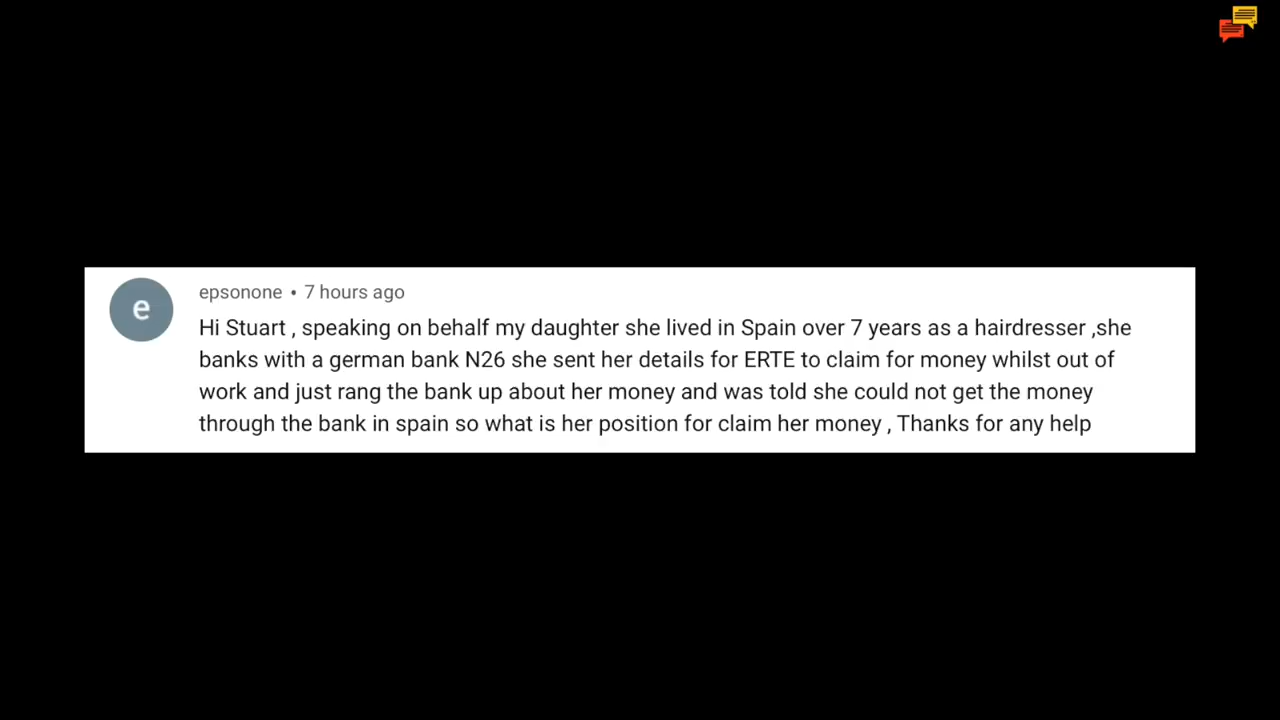 e
epsonone • 7 hours ago
Hi Stuart , speaking on behalf my daughter she lived in Spain over 7 years as a hairdresser ,she
banks with a german bank N26 she sent her details for ERTE to claim for money whilst out of
work and just rang the bank up about her money and was told she could not get the money
through the bank in spain so what is her position for claim her money , Thanks for any help